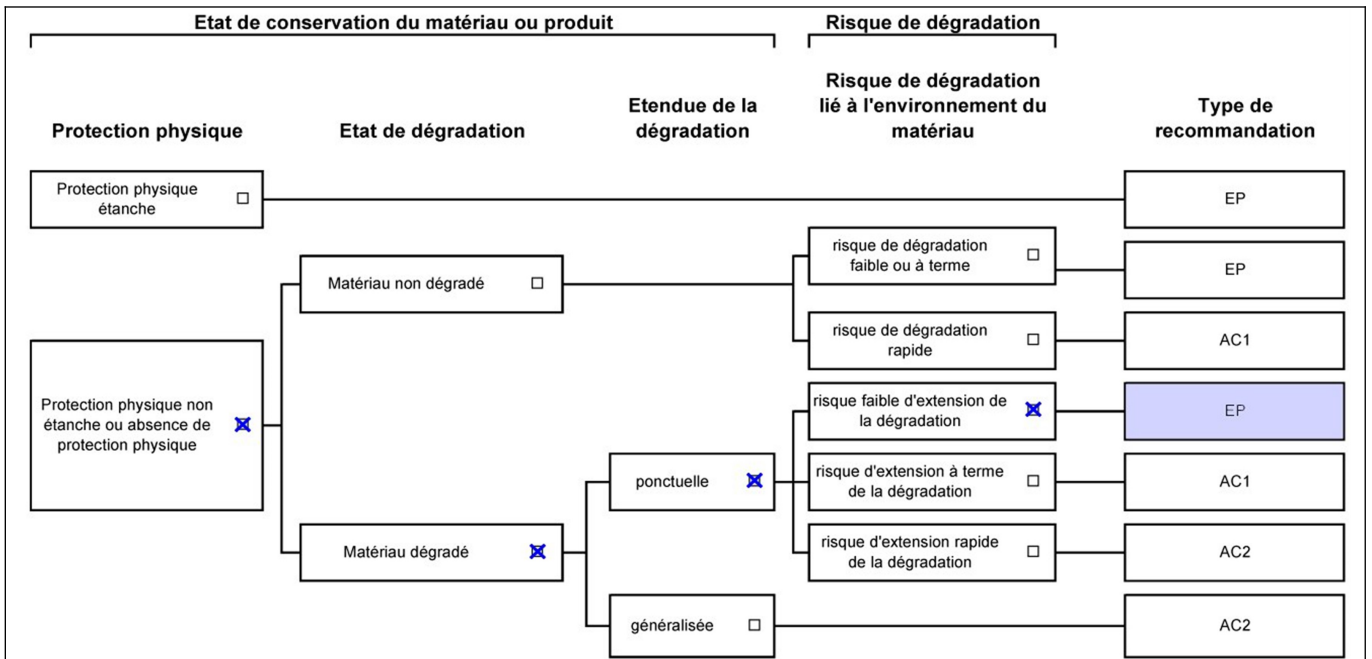 Etat de conservation du matériau ou produit
Risque de dégradation
Protection physique
Etat de dégradation
Etendue de la
dégradation
Risque de dégradation
lié à l'environnement du
matériau
Type de
recommandation
Protection physique
étanche
EP
Matériau non dégradé
risque de dégradation
faible ou à terme
EP
risque de dégradation
rapide
AC1
Protection physique non
étanche ou absence de
protection physique
Matériau dégradé
ponctuelle
risque faible d'extension de
la dégradation
EP
risque d'extension à terme
de la dégradation
AC1
risque d'extension rapide
de la dégradation
AC2
généralisée
AC2